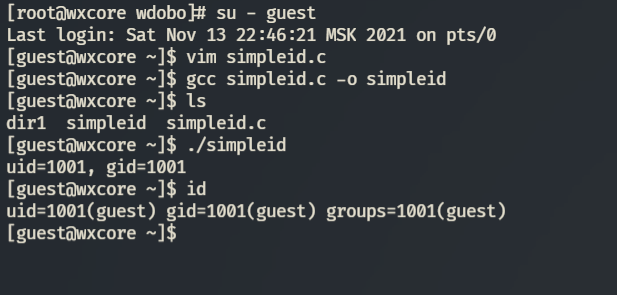 [root@wxcore wdobo]# su - guest
Last login: Sat Nov 13 22:46:21 MSK 2021 on pts/0
[guest@wxcore ~]$ vim simpleid.c
[guest@wxcore ~]$ gcc simpleid.c -o simpleid
[guest@wxcore ~]$ ls
dir1  simpleid  simpleid.c
[guest@wxcore ~]$ ./simpleid
uid=1001, gid=1001
[guest@wxcore ~]$ id
uid=1001(guest) gid=1001(guest) groups=1001(guest)
[guest@wxcore ~]$